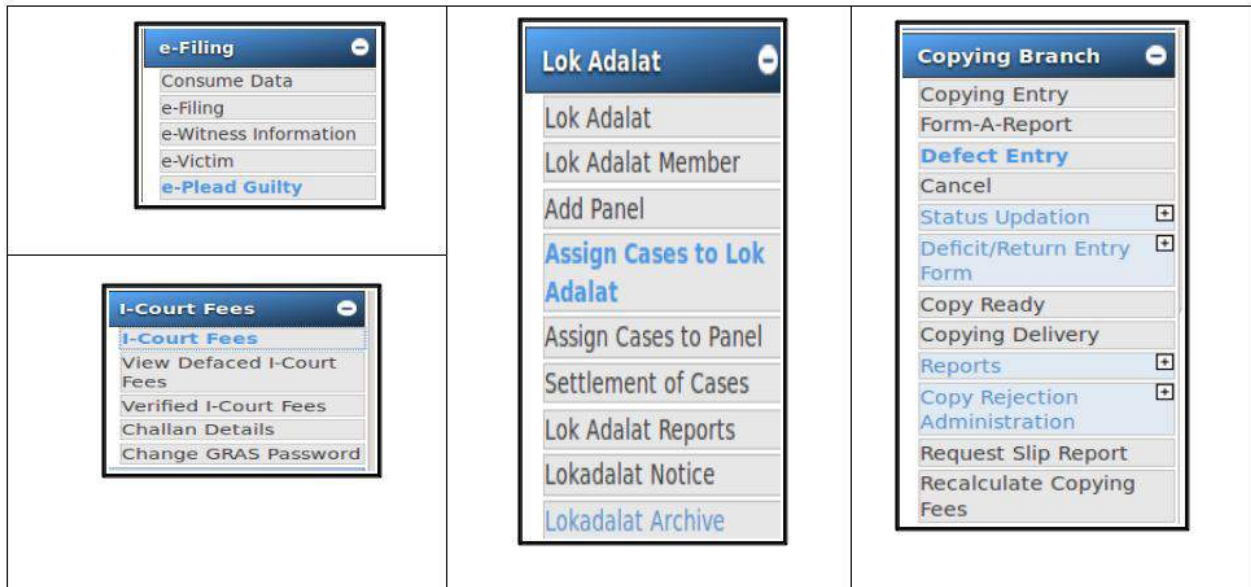 e-Filing
Consume Data
e-Filing
e-Witness Information
e-Victim
e-Plead Guilty
I-Court Fees
I-Court Fees
View Defaced I-Court
Fees
Verified I-Court Fees
Challan Details
Change GRAS Password
Lok Adalat
Lok Adalat
Lok Adalat Member
Add Panel
Assign Cases to Lok
Adalat
Assign Cases to Panel
Settlement of Cases
Lok Adalat Reports
Lokadalat Notice
Lokadalat Archive
Copying Branch
Copying Entry
Form-A-Report
Defect Entry
Cancel
Status Updation
Deficit/Return Entry
Form
Copy Ready
Copying Delivery
Reports
Copy Rejection
Administration
Request Slip Report
Recalculate Copying
Fees